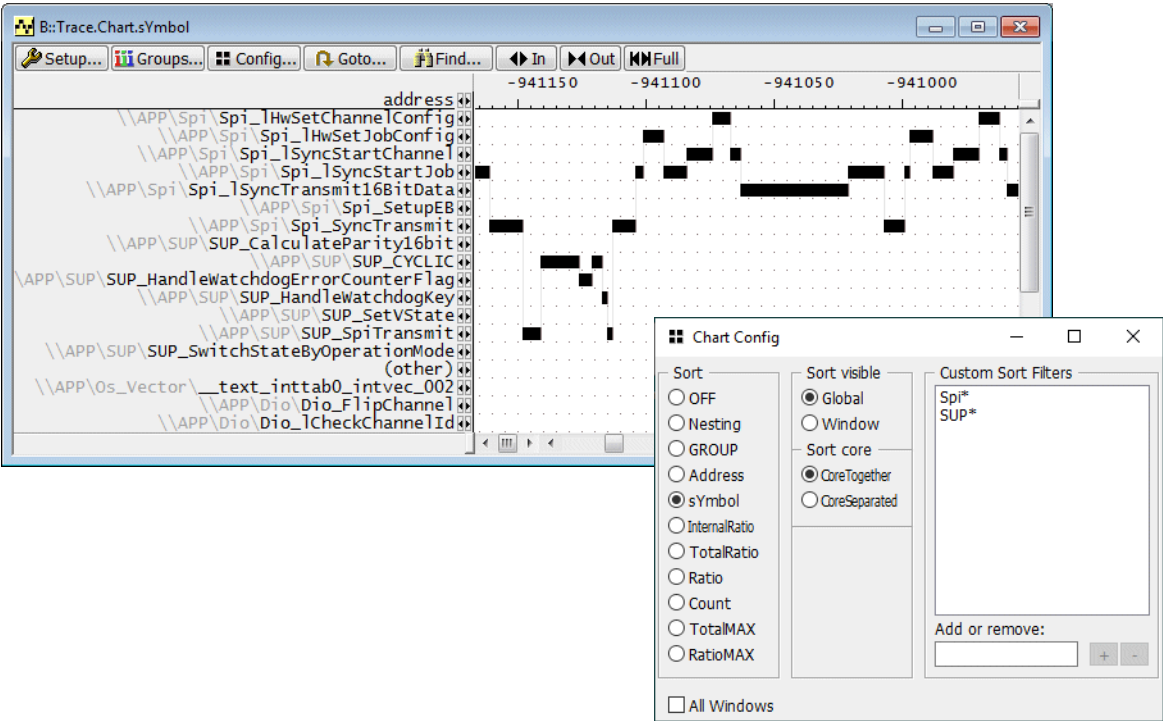 B::Trace.Chart.sYmbol
Setup... Groups... Config... Goto... Find... In Out Full
-941150 -941100 -941050 -941000
address
\\APP\Spi\Spi_lHwSetChannelConfig
\\APP\Spi\Spi_lHwSetJobConfig
\\APP\Spi\Spi_lSyncStartChannel
\\APP\Spi\Spi_lSyncStartJob
\\APP\Spi\Spi_lSyncTransmit16BitData
\\APP\Spi\Spi_SetupEB
\\APP\Spi\Spi_SyncTransmit
\\APP\SUP\SUP_CalculateParity16bit
\\APP\SUP\SUP_CYCLIC
\APP\SUP\SUP_HandleWatchdogErrorCounterFlag
\\APP\SUP\SUP_HandleWatchdogKey
\\APP\SUP\SUP_SetVState
\\APP\SUP\SUP_SpiTransmit
\\APP\SUP\SUP_SwitchStateByOperationMode
(other)
\\APP\Os_Vector\__text_inttab0_intvec_002
\\APP\Dio\Dio_FlipChannel
\\APP\Dio\Dio_lCheckChannelId
Chart Config
Sort
OFF
Nesting
GROUP
Address
sYmbol
InternalRatio
TotalRatio
Ratio
Count
TotalMAX
RatioMAX
Sort visible
Global
Window
Sort core
CoreTogether
CoreSeparated
Custom Sort Filters
Spi*
SUP*
Add or remove:
+ -
All Windows